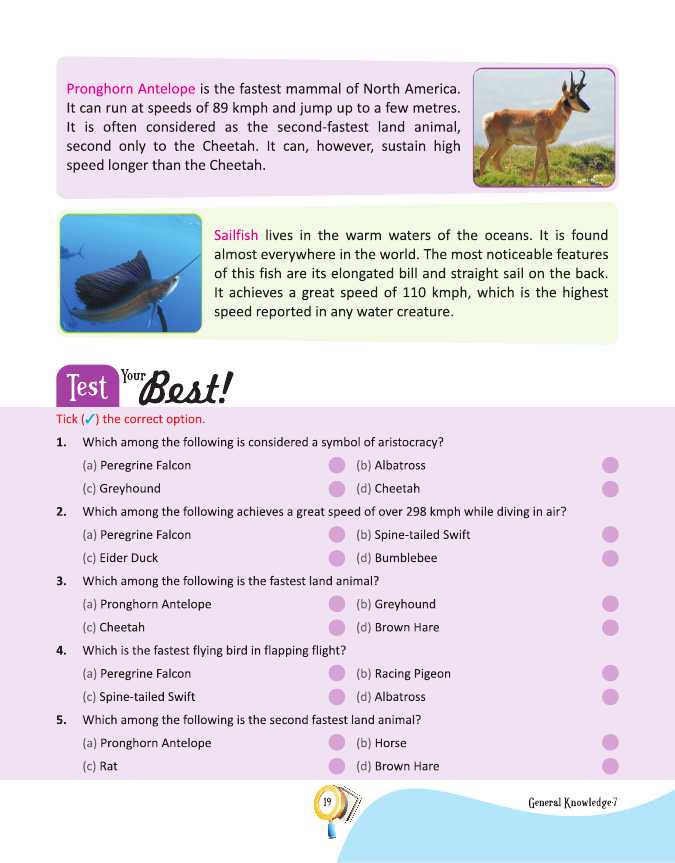 Pronghorn Antelope is the fastest mammal of North America.
It can run at speeds of 89 kmph and jump up to a few metres.
It is often considered as the second-fastest land animal,
second only to the Cheetah. It can, however, sustain high
speed longer than the Cheetah.
Sailfish lives in the warm waters of the oceans. It is found
almost everywhere in the world. The most noticeable features
of this fish are its elongated bill and straight sail on the back.
It achieves a great speed of 110 kmph, which is the highest
speed reported in any water creature.
Test Your Best!
Tick (✓) the correct option.
1. Which among the following is considered a symbol of aristocracy?
(a) Peregrine Falcon (b) Albatross
(c) Greyhound (d) Cheetah
2. Which among the following achieves a great speed of over 298 kmph while diving in air?
(a) Peregrine Falcon (b) Spine-tailed Swift
(c) Eider Duck (d) Bumblebee
3. Which among the following is the fastest land animal?
(a) Pronghorn Antelope (b) Greyhound
(c) Cheetah (d) Brown Hare
4. Which is the fastest flying bird in flapping flight?
(a) Peregrine Falcon (b) Racing Pigeon
(c) Spine-tailed Swift (d) Albatross
5. Which among the following is the second fastest land animal?
(a) Pronghorn Antelope (b) Horse
(c) Rat (d) Brown Hare
19
General Knowledge-7